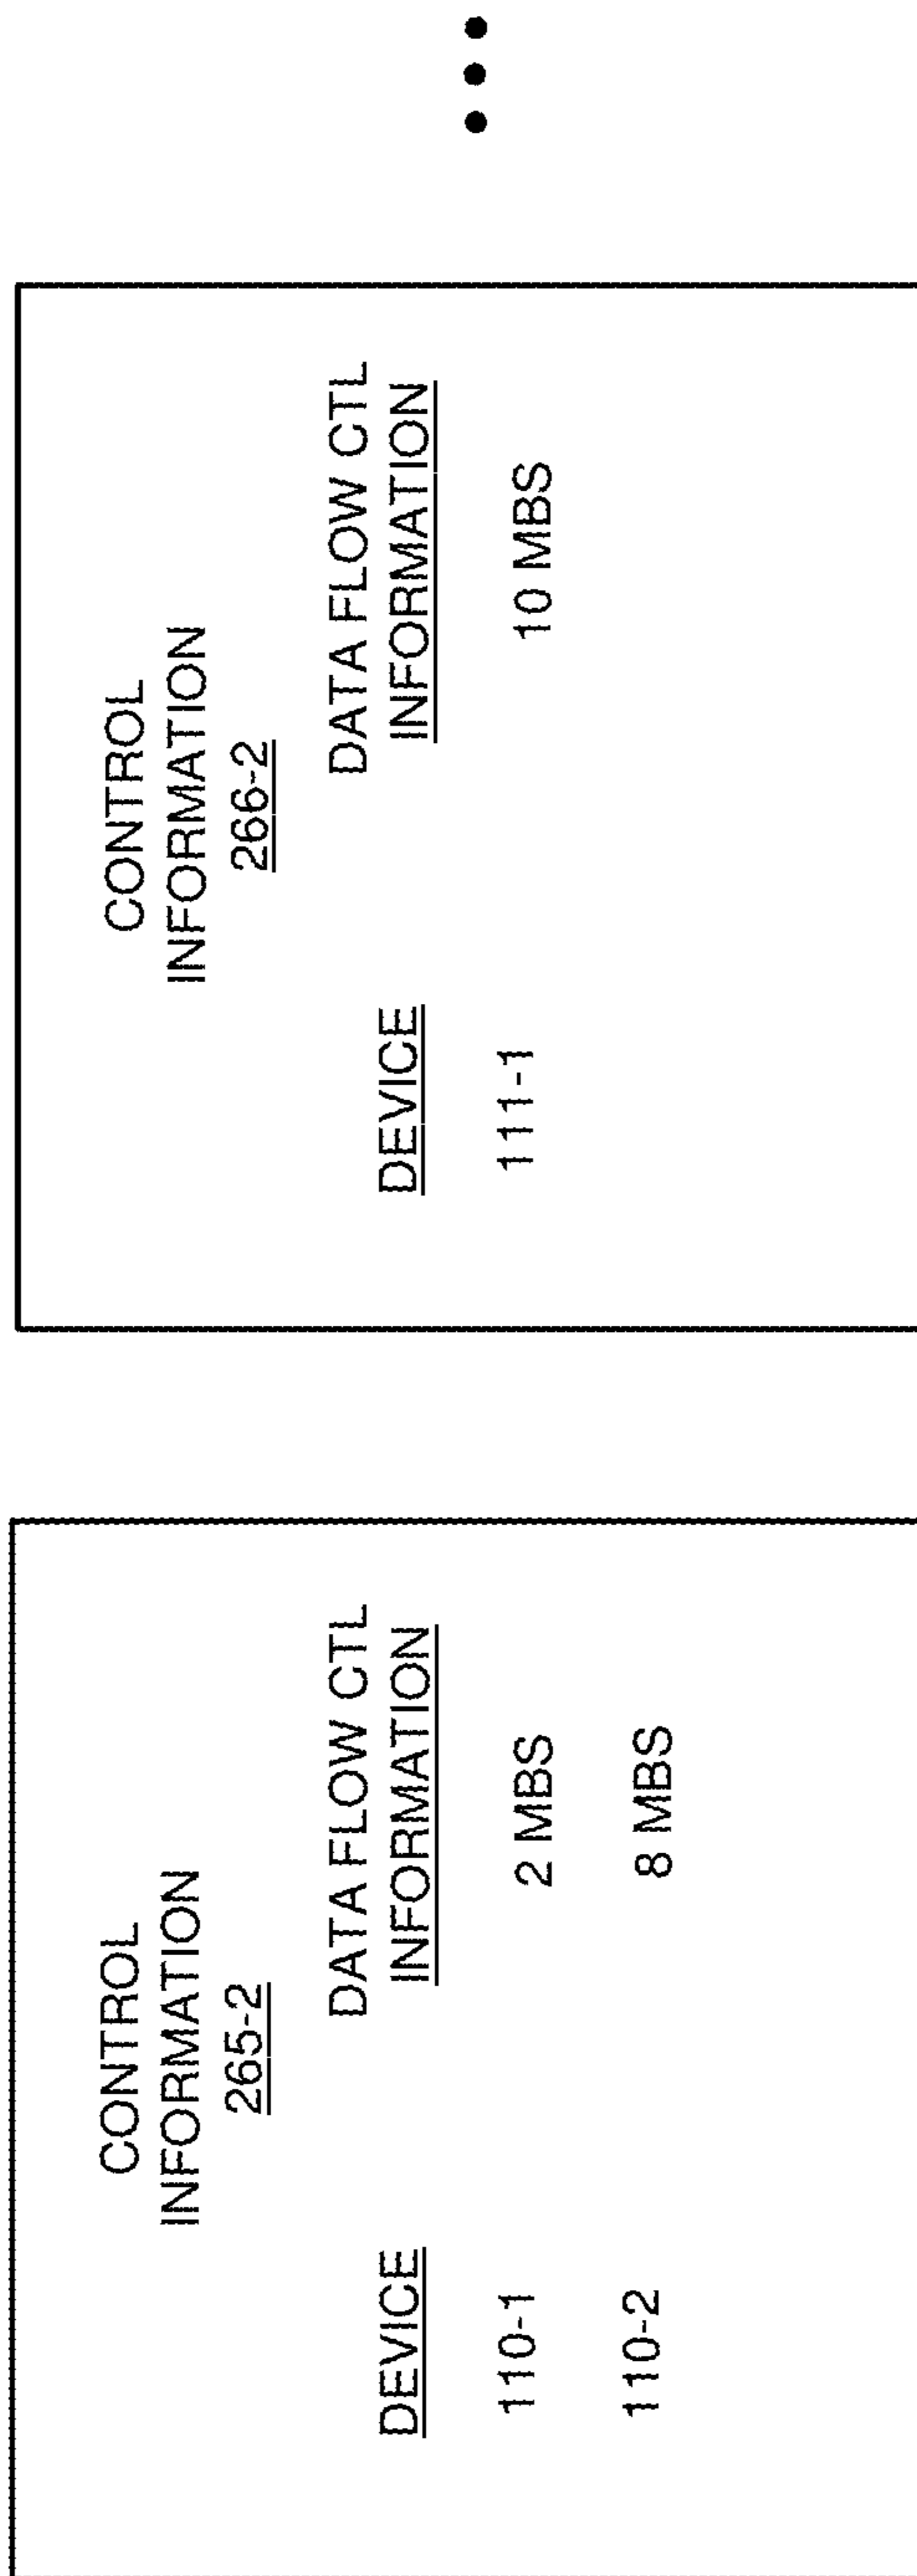 CONTROL
INFORMATION
265-2
DEVICE
DATA FLOW CTL
INFORMATION
110-1
2 MBS
110-2
8 MBS
CONTROL
INFORMATION
266-2
DEVICE
DATA FLOW CTL
INFORMATION
111-1
10 MBS